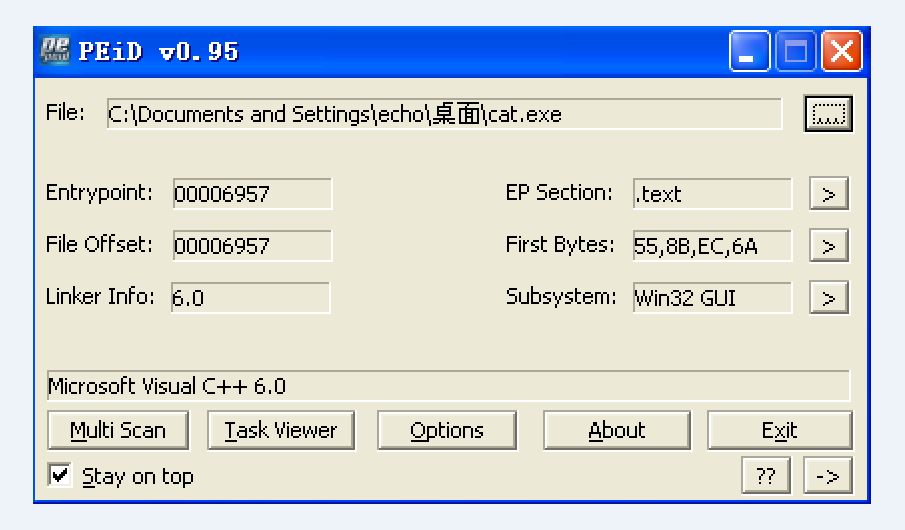 PEiD v0.95
File: C:\Documents and Settings\echo\桌面\cat.exe ...
Entrypoint: 00006957 EP Section: .text >
File Offset: 00006957 First Bytes: 55,8B,EC,6A >
Linker Info: 6.0 Subsystem: Win32 GUI >
Microsoft Visual C++ 6.0
Multi Scan Task Viewer Options About Exit
Stay on top ?? ->